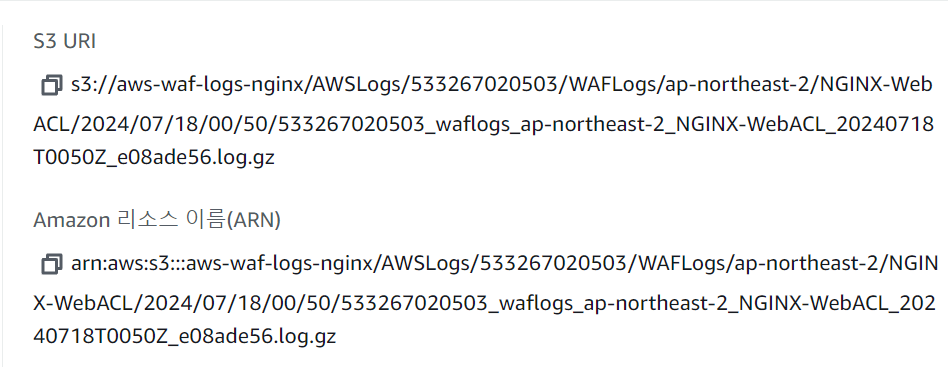 S3 URI
s3://aws-waf-logs-nginx/AWSLogs/533267020503/WAFLogs/ap-northeast-2/NGINX-Web
ACL/2024/07/18/00/50/533267020503_waflogs_ap-northeast-2_NGINX-WebACL_20240718
T0050Z_e08ade56.log.gz
Amazon 리소스 이름(ARN)
arn:aws:s3:::aws-waf-logs-nginx/AWSLogs/533267020503/WAFLogs/ap-northeast-2/NGIN
X-WebACL/2024/07/18/00/50/533267020503_waflogs_ap-northeast-2_NGINX-WebACL_202
40718T0050Z_e08ade56.log.gz